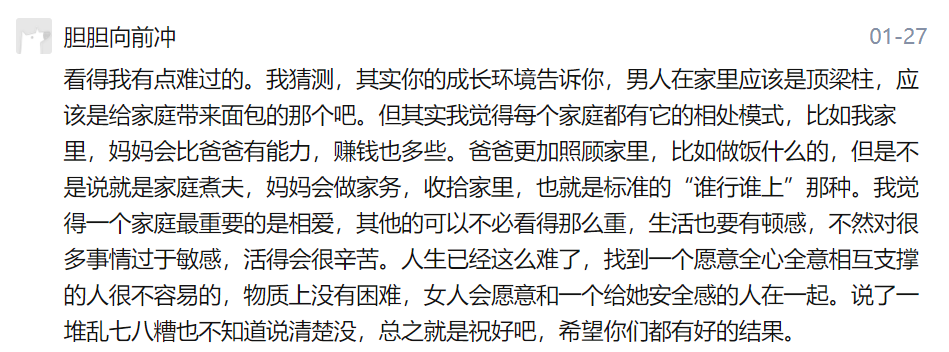 胆胆向前冲
01-27
看得我有点难过的。我猜测，其实你的成长环境告诉你，男人在家里应该是顶梁柱，应
该是给家庭带来面包的那个吧。但其实我觉得每个家庭都有它的相处模式，比如我家
里，妈妈会比爸爸有能力，赚钱也多些。爸爸更加照顾家里，比如做饭什么的，但是不
是说就是家庭煮夫，妈妈会做家务，收拾家里，也就是标准的“谁行谁上”那种。我觉
得一个家庭最重要的是相爱，其他的可以不必看得那么重，生活也要有顿感，不然对很
多事情过于敏感，活得会很辛苦。人生已经这么难了，找到一个愿意全心全意相互支撑
的人很不容易的，物质上没有困难，女人会愿意和一个给她安全感的人在一起。说了一
堆乱七八糟也不知道说清楚没，总之就是祝好吧，希望你们都有好的结果。